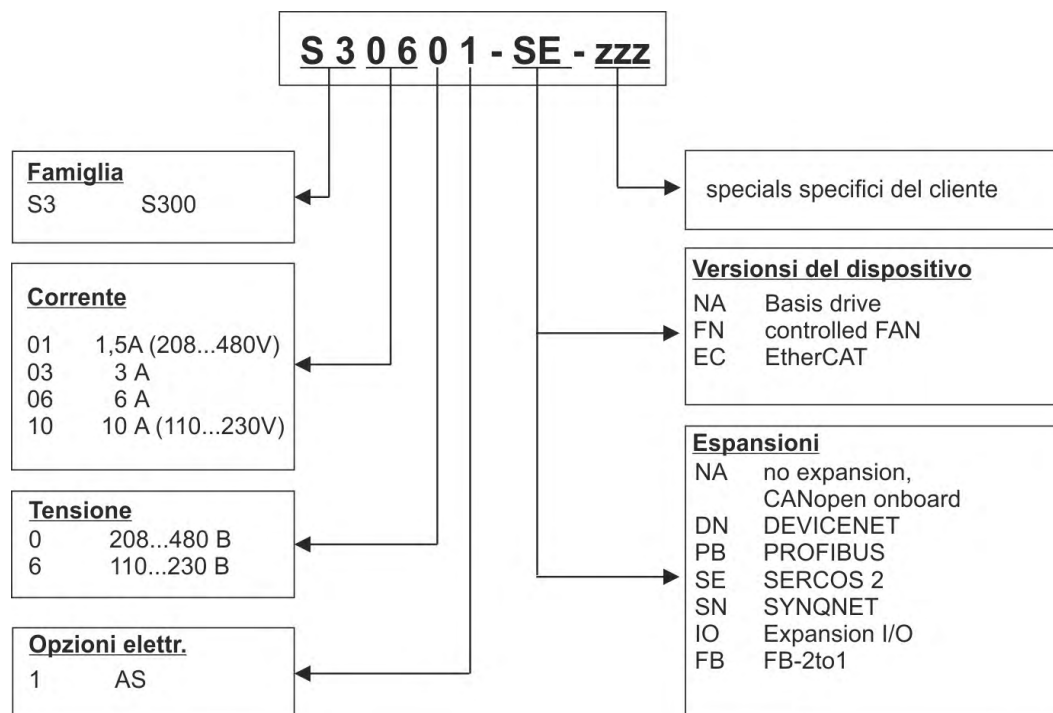 S 3 0 6 0 1 - SE - zzz
Famiglia
S3 S300
Corrente
01 1,5A (208...480V)
03 3 A
06 6 A
10 10 A (110...230V)
Tensione
0 208...480 B
6 110...230 B
Opzioni elettr.
1 AS
specials specifici del cliente
Versionsi del dispositivo
NA Basis drive
FN controlled FAN
EC EtherCAT
Espansioni
NA no expansion,
CANopen onboard
DN DEVICENET
PB PROFIBUS
SE SERCOS 2
SN SYNQNET
IO Expansion I/O
FB FB-2to1